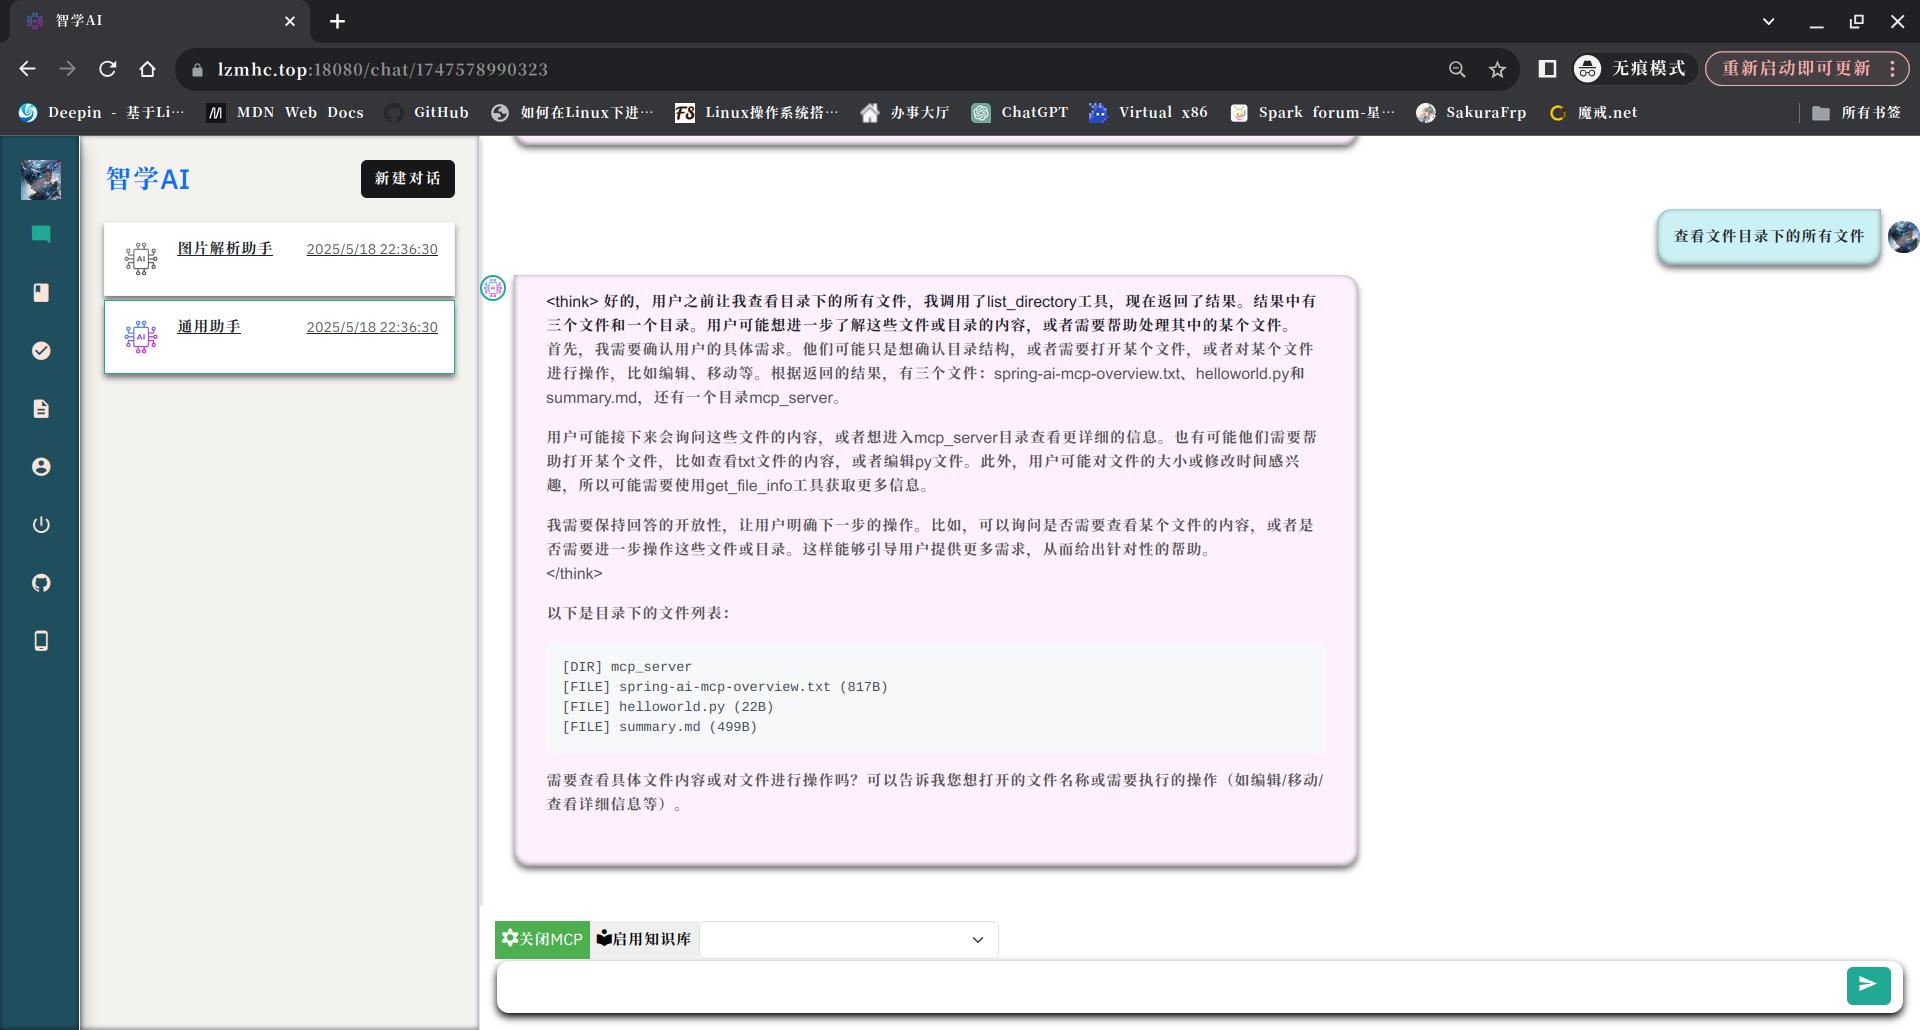 智学AI
lzmhc.top:18080/chat/1747578990323
无痕模式
重新启动即可更新
Deepin - 基于Li…
MDN Web Docs
GitHub
如何在Linux下进…
FS
Linux操作系统搭…
办事大厅
ChatGPT
Virtual x86
Spark forum-星…
SakuraFrp
魔戒.net
所有书签
智学AI
新建对话
AI
图片解析助手
2025/5/18 22:36:30
AI
通用助手
2025/5/18 22:36:30
查看文件目录下的所有文件
<think> 好的，用户之前让我查看目录下的所有文件，我调用了list_directory工具，现在返回了结果。结果中有
三个文件和一个目录。用户可能想进一步了解这些文件或目录的内容，或者需要帮助处理其中的某个文件。
首先，我需要确认用户的具体需求。他们可能只是想确认目录结构，或者需要打开某个文件，或者对某个文件
进行操作，比如编辑、移动等。根据返回的结果，有三个文件：spring-ai-mcp-overview.txt、helloworld.py和
summary.md，还有一个目录mcp_server。
用户可能接下来会询问这些文件的内容，或者想进入mcp_server目录查看更详细的信息。也有可能他们需要帮
助打开某个文件，比如查看txt文件的内容，或者编辑py文件。此外，用户可能对文件的大小或修改时间感兴
趣，所以可能需要使用get_file_info工具获取更多信息。
我需要保持回答的开放性，让用户明确下一步的操作。比如，可以询问是否需要查看某个文件的内容，或者是
否需要进一步操作这些文件或目录。这样能够引导用户提供更多需求，从而给出针对性的帮助。
</think>
以下是目录下的文件列表：
[DIR] mcp_server
[FILE] spring-ai-mcp-overview.txt (817B)
[FILE] helloworld.py (22B)
[FILE] summary.md (499B)
需要查看具体文件内容或对文件进行操作吗？可以告诉我您想打开的文件名称或需要执行的操作（如编辑/移动/
查看详细信息等）。
关闭MCP
启用知识库